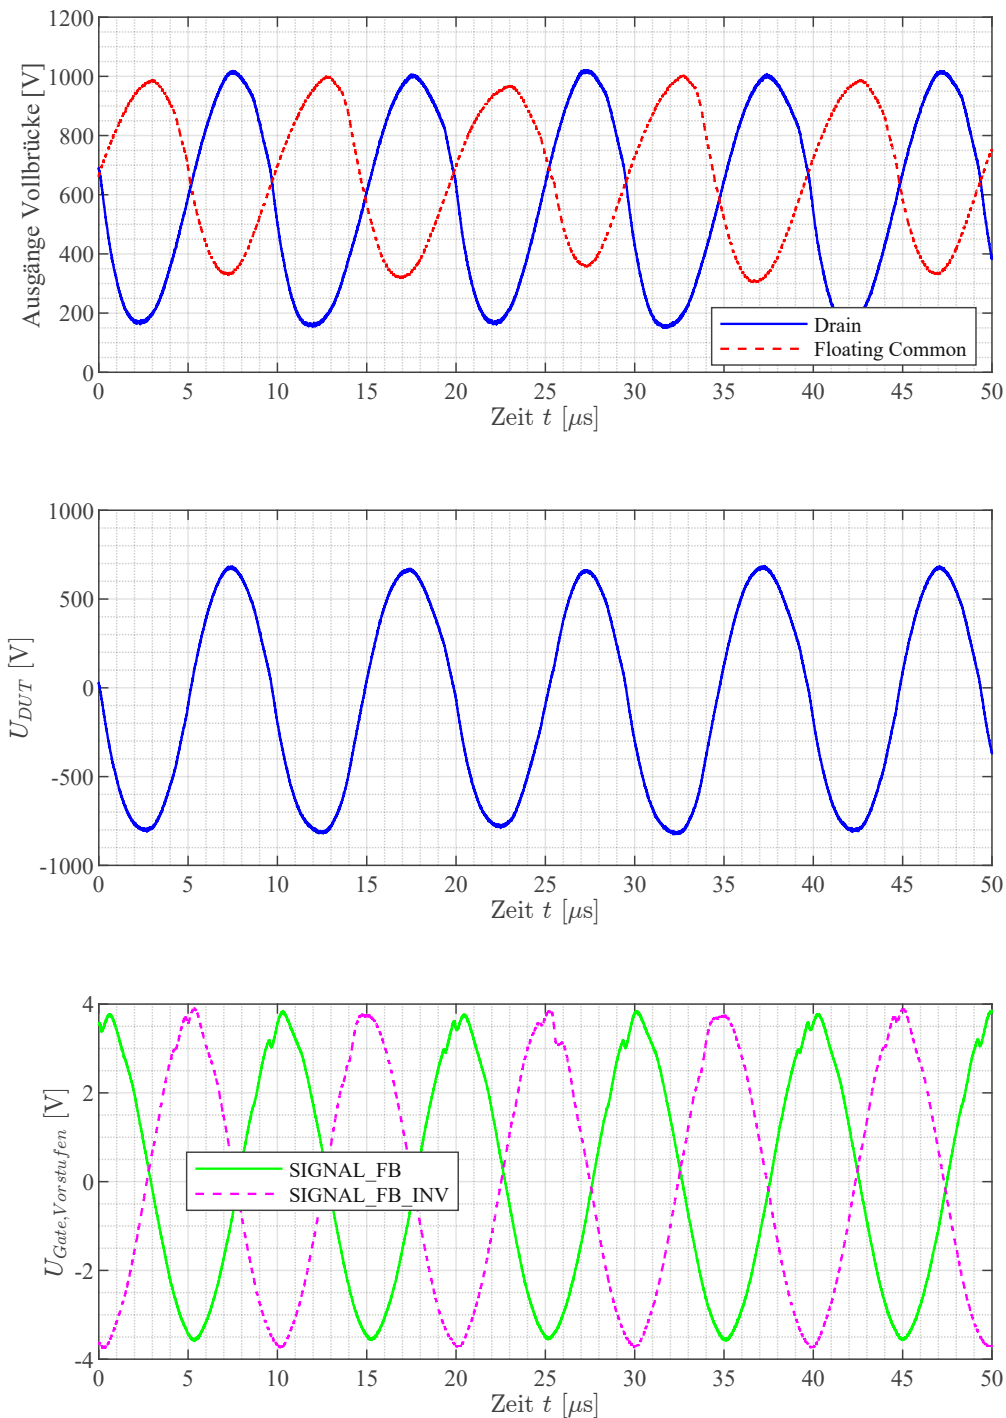 1200
1000
800
600
400
200
0
Ausgänge Vollbrücke [V]
Drain
Floating Common
0 5 10 15 20 25 30 35 40 45 50
Zeit t [μs]
1000
500
0
-500
-1000
U_DUT [V]
0 5 10 15 20 25 30 35 40 45 50
Zeit t [μs]
4
2
0
-2
-4
U_Gate,Vorstufen [V]
SIGNAL_FB
SIGNAL_FB_INV
0 5 10 15 20 25 30 35 40 45 50
Zeit t [μs]